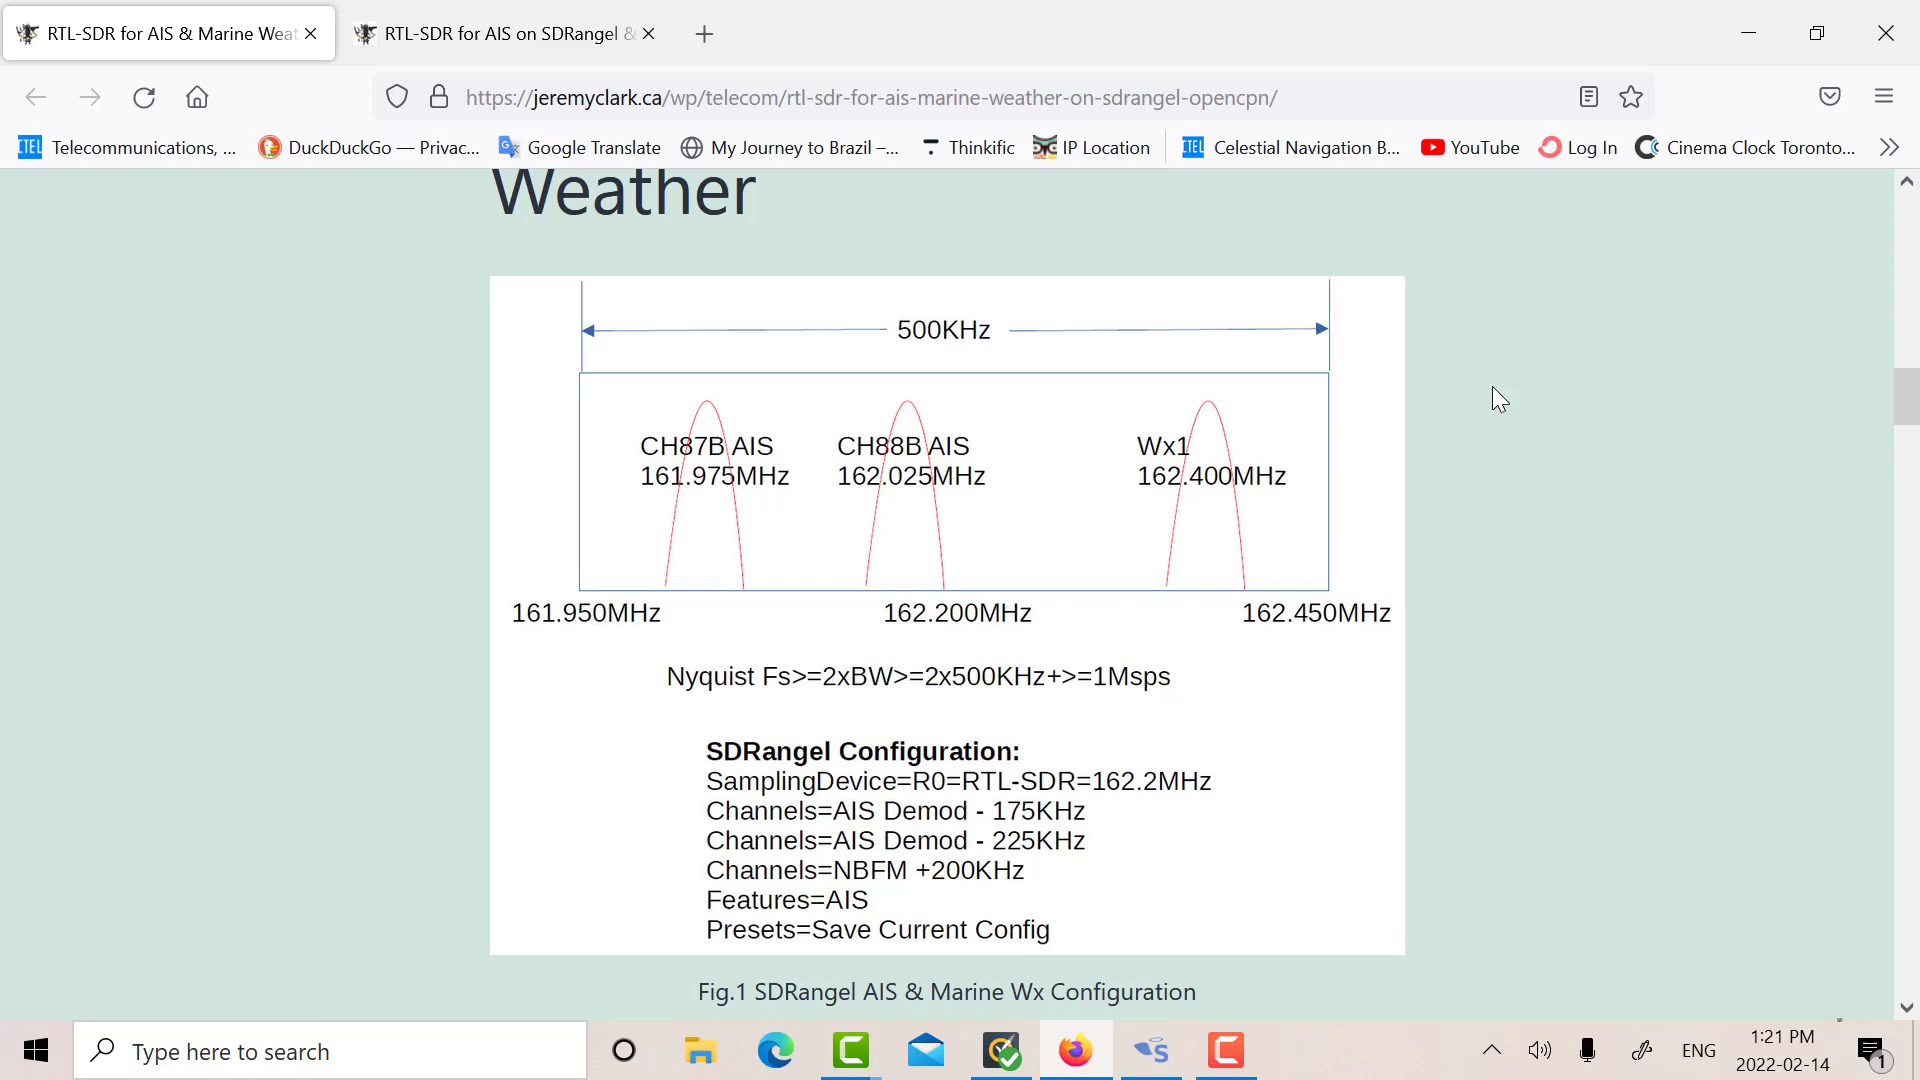 RTL-SDR for AIS & Marine Weat
RTL-SDR for AIS on SDRangel &
https://jeremyclark.ca/wp/telecom/rtl-sdr-for-ais-marine-weather-on-sdrangel-opencpn/
CTEL Telecommunications, ...
DuckDuckGo — Privac...
Google Translate
My Journey to Brazil –...
Thinkific
IP Location
CTEL Celestial Navigation B...
YouTube
Log In
Cinema Clock Toronto...
Weather
500KHz
CH87B AIS
161.975MHz
CH88B AIS
162.025MHz
Wx1
162.400MHz
161.950MHz
162.200MHz
162.450MHz
Nyquist Fs>=2xBW>=2x500KHz+>=1Msps
SDRangel Configuration:
SamplingDevice=R0=RTL-SDR=162.2MHz
Channels=AIS Demod - 175KHz
Channels=AIS Demod - 225KHz
Channels=NBFM +200KHz
Features=AIS
Presets=Save Current Config
Fig.1 SDRangel AIS & Marine Wx Configuration
Type here to search
ENG
1:21 PM
2022-02-14
1